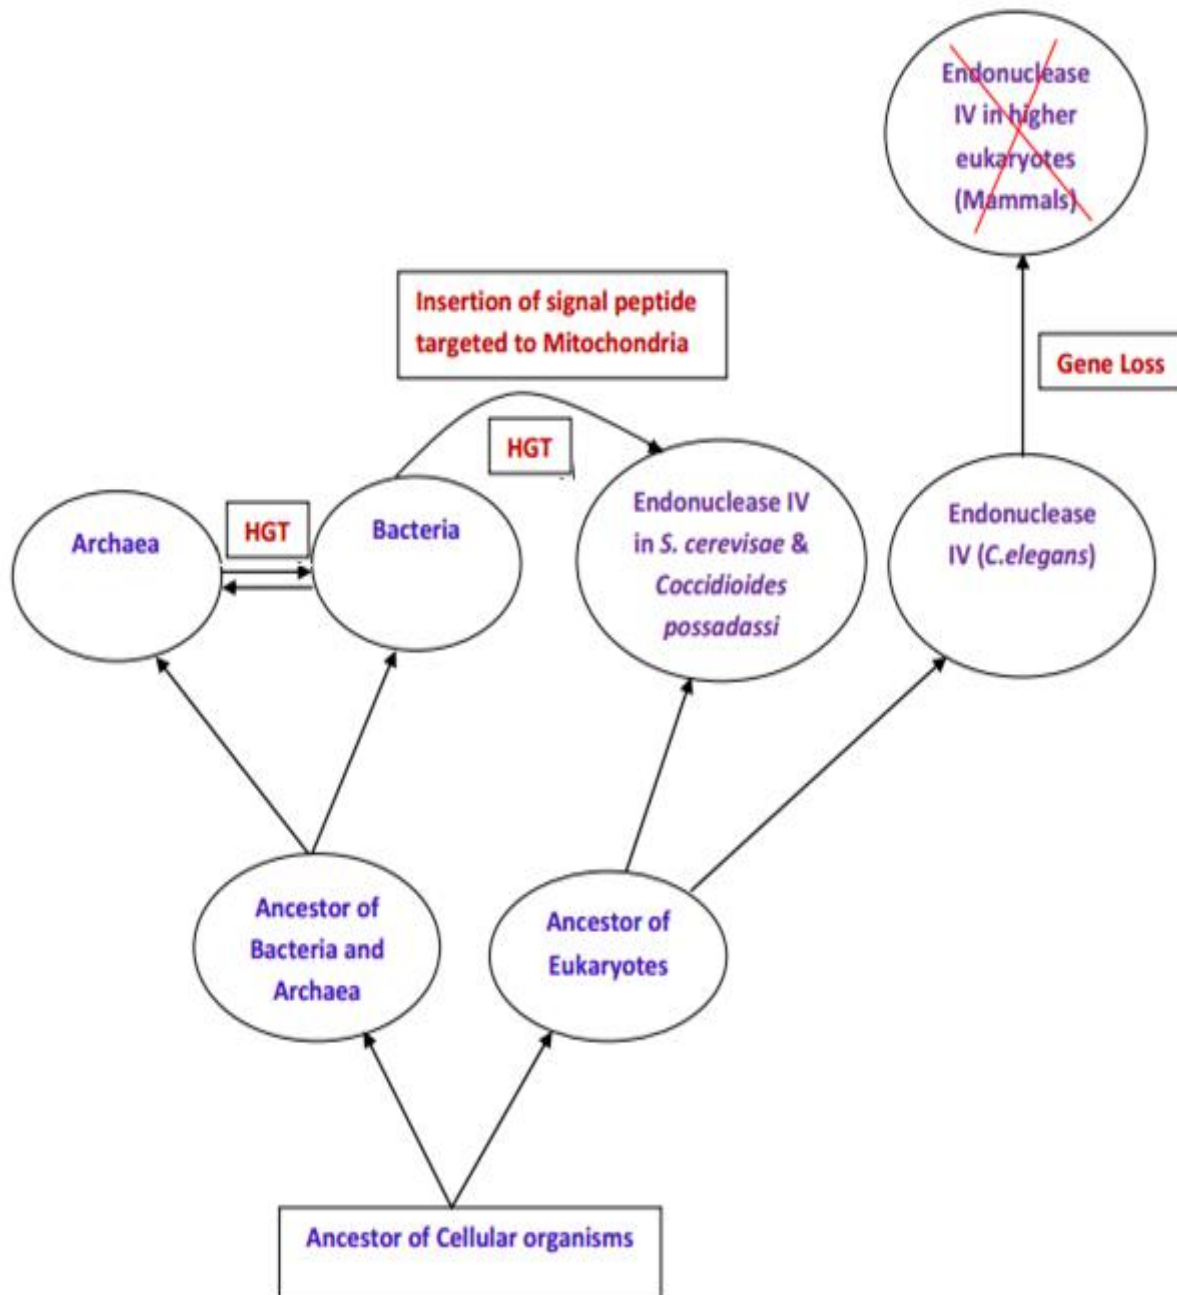 Endonuclease
IV in higher
eukaryotes
(Mammals)
Insertion of signal peptide
targeted to Mitochondria
Gene Loss
HGT
Archaea
HGT
Bacteria
Endonuclease IV
in S. cerevisae &
Coccidioides
possadassi
Endonuclease
IV (C.elegans)
Ancestor of
Bacteria and
Archaea
Ancestor of
Eukaryotes
Ancestor of Cellular organisms